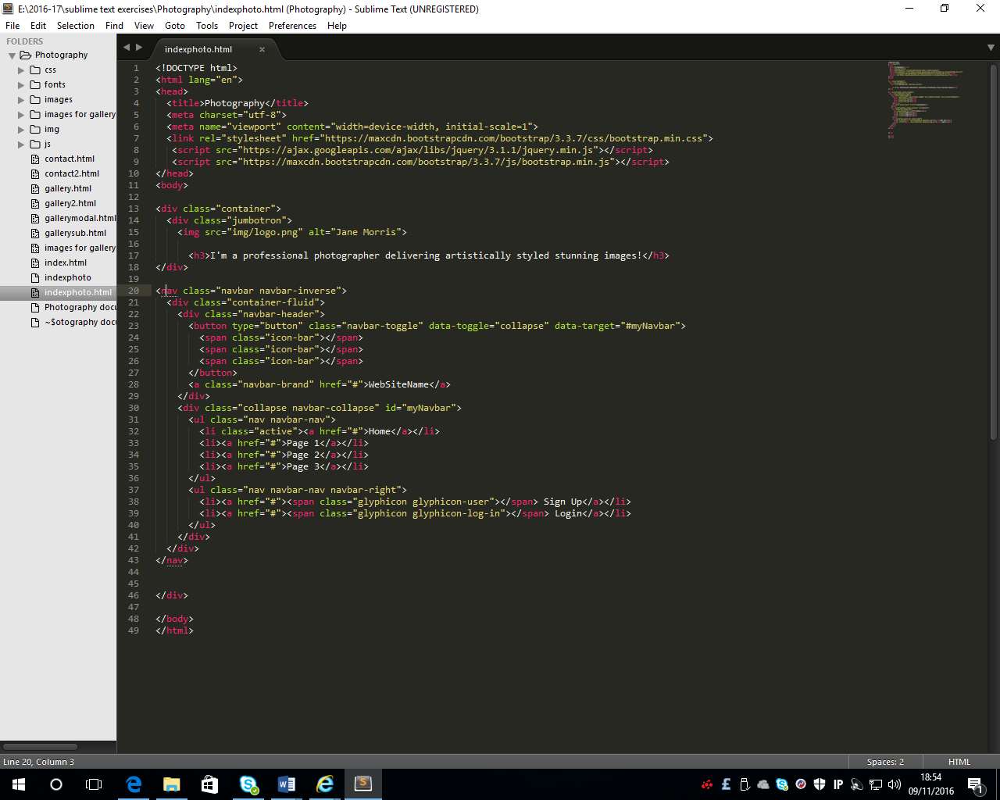 E:\2016-17\sublime text exercises\Photography\indexphoto.html (Photography) - Sublime Text (UNREGISTERED)
File Edit Selection Find View Goto Tools Project Preferences Help
FOLDERS
Photography
css
fonts
images
images for gallery
img
js
contact.html
contact2.html
gallery.html
gallery2.html
gallerymodal.html
gallerysub.html
images for gallery
index.html
indexphoto
indexphoto.html
Photography docu
~$otography docu
indexphoto.html ×
1 <!DOCTYPE html>
2 <html lang="en">
3 <head>
4 <title>Photography</title>
5 <meta charset="utf-8">
6 <meta name="viewport" content="width=device-width, initial-scale=1">
7 <link rel="stylesheet" href="https://maxcdn.bootstrapcdn.com/bootstrap/3.3.7/css/bootstrap.min.css">
8 <script src="https://ajax.googleapis.com/ajax/libs/jquery/3.1.1/jquery.min.js"></script>
9 <script src="https://maxcdn.bootstrapcdn.com/bootstrap/3.3.7/js/bootstrap.min.js"></script>
10 </head>
11 <body>
12
13 <div class="container">
14 <div class="jumbotron">
15 <img src="img/logo.png" alt="Jane Morris">
16
17 <h3>I'm a professional photographer delivering artistically styled stunning images!</h3>
18 </div>
19
20 <nav class="navbar navbar-inverse">
21 <div class="container-fluid">
22 <div class="navbar-header">
23 <button type="button" class="navbar-toggle" data-toggle="collapse" data-target="#myNavbar">
24 <span class="icon-bar"></span>
25 <span class="icon-bar"></span>
26 <span class="icon-bar"></span>
27 </button>
28 <a class="navbar-brand" href="#">WebSiteName</a>
29 </div>
30 <div class="collapse navbar-collapse" id="myNavbar">
31 <ul class="nav navbar-nav">
32 <li class="active"><a href="#">Home</a></li>
33 <li><a href="#">Page 1</a></li>
34 <li><a href="#">Page 2</a></li>
35 <li><a href="#">Page 3</a></li>
36 </ul>
37 <ul class="nav navbar-nav navbar-right">
38 <li><a href="#"><span class="glyphicon glyphicon-user"></span> Sign Up</a></li>
39 <li><a href="#"><span class="glyphicon glyphicon-log-in"></span> Login</a></li>
40 </ul>
41 </div>
42 </div>
43 </nav>
44
45
46 </div>
47
48 </body>
49 </html>
Line 20, Column 3
Spaces: 2
HTML
IP
18:54
09/11/2016
1